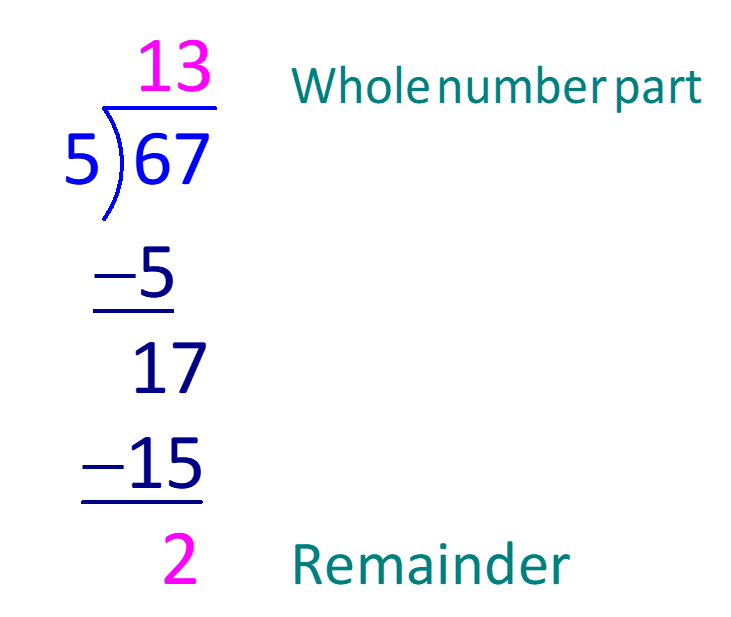 13 Whole number part
5)67
–5
17
–15
2 Remainder